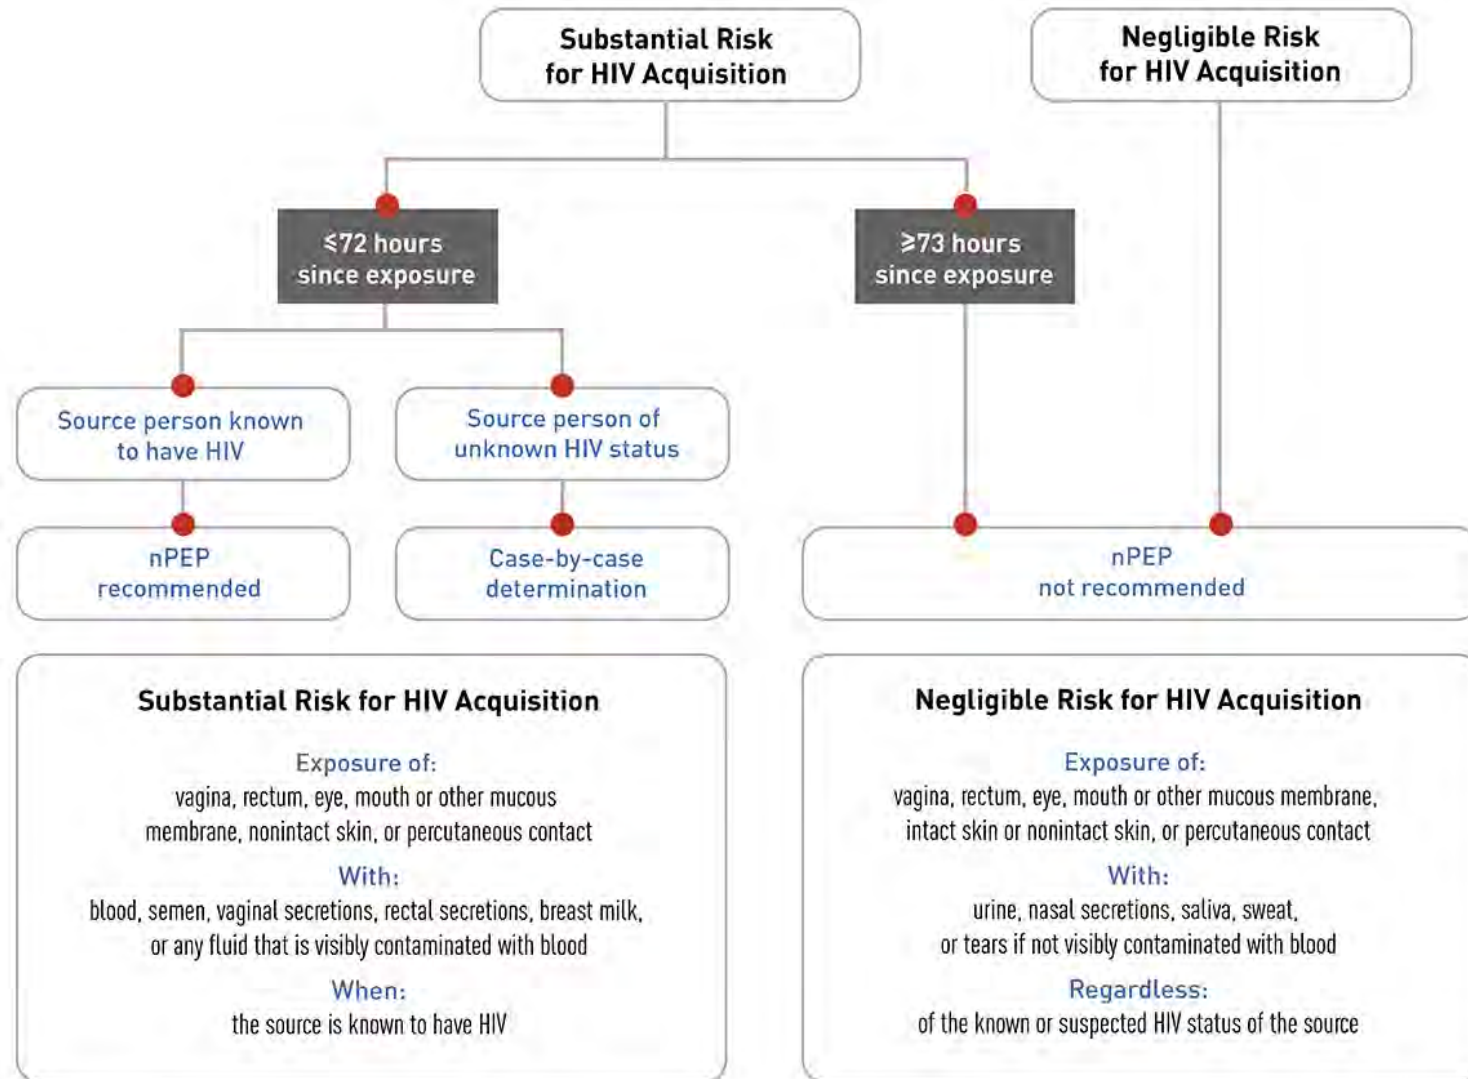 Substantial Risk
for HIV Acquisition
Negligible Risk
for HIV Acquisition
≤72 hours
since exposure
≥73 hours
since exposure
Source person known
to have HIV
Source person of
unknown HIV status
nPEP
recommended
Case-by-case
determination
nPEP
not recommended
Substantial Risk for HIV Acquisition
Exposure of:
vagina, rectum, eye, mouth or other mucous
membrane, nonintact skin, or percutaneous contact
With:
blood, semen, vaginal secretions, rectal secretions, breast milk,
or any fluid that is visibly contaminated with blood
When:
the source is known to have HIV
Negligible Risk for HIV Acquisition
Exposure of:
vagina, rectum, eye, mouth or other mucous membrane,
intact skin or nonintact skin, or percutaneous contact
With:
urine, nasal secretions, saliva, sweat,
or tears if not visibly contaminated with blood
Regardless:
of the known or suspected HIV status of the source